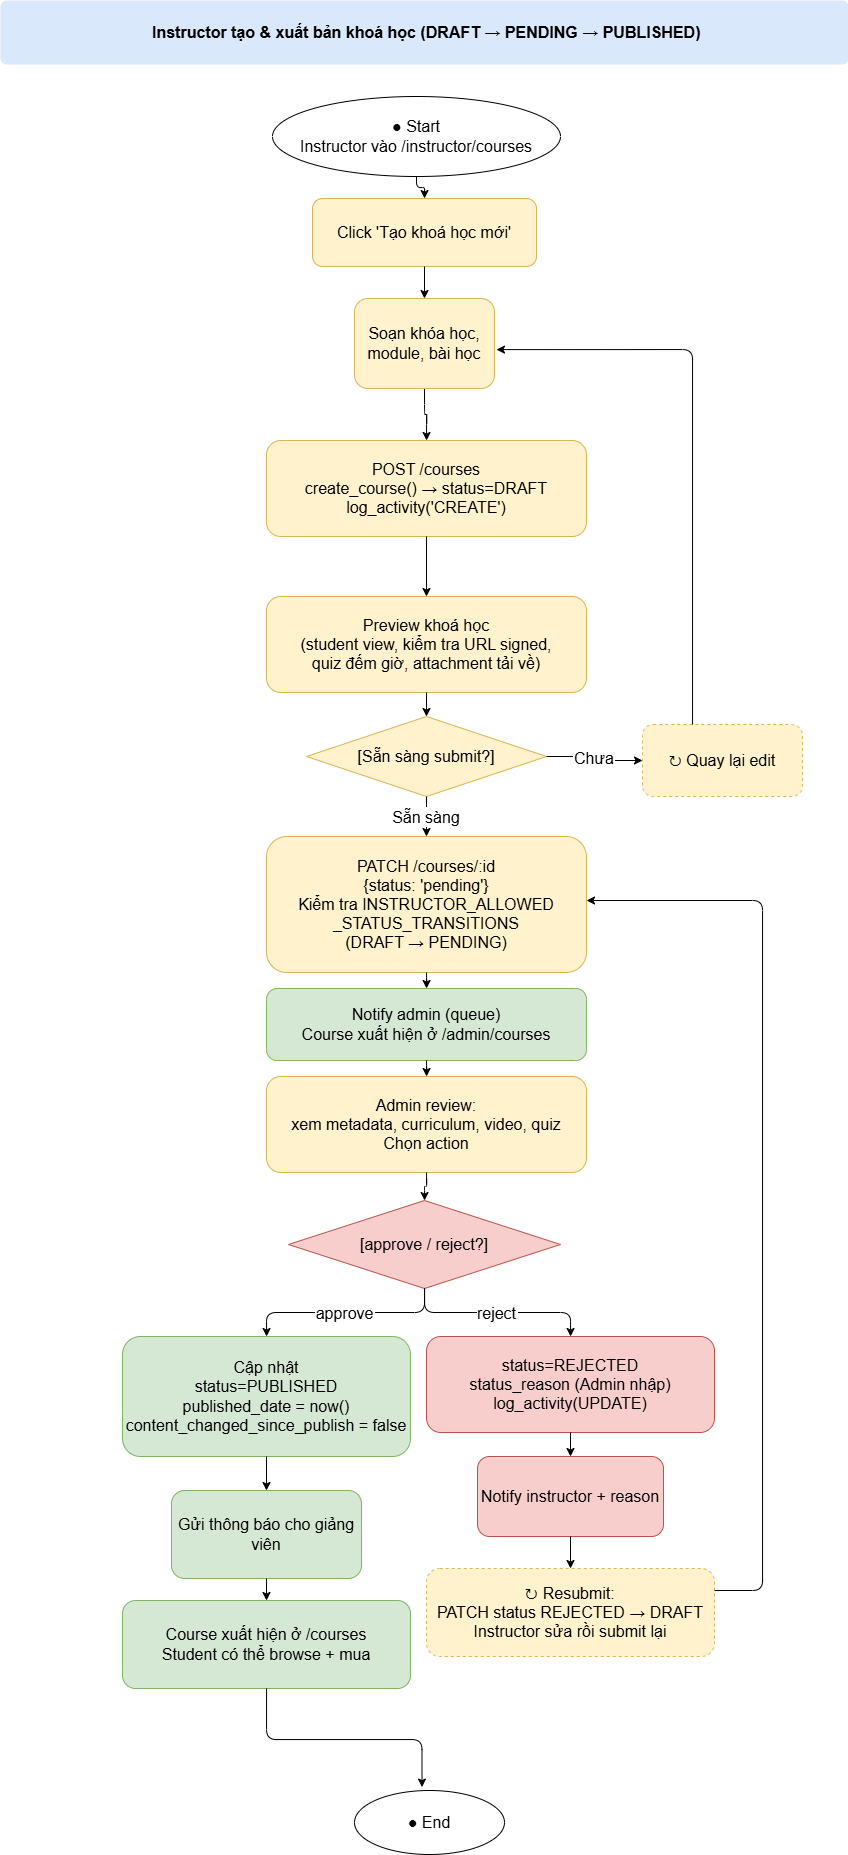 Instructor tạo & xuất bản khoá học (DRAFT → PENDING → PUBLISHED)
● Start
Instructor vào /instructor/courses
Click 'Tạo khoá học mới'
Soạn khóa học,
module, bài học
POST /courses
create_course() → status=DRAFT
log_activity('CREATE')
Preview khoá học
(student view, kiểm tra URL signed,
quiz đếm giờ, attachment tải về)
[Sẵn sàng submit?]
Chưa
↻ Quay lại edit
Sẵn sàng
PATCH /courses/:id
{status: 'pending'}
Kiểm tra INSTRUCTOR_ALLOWED
_STATUS_TRANSITIONS
(DRAFT → PENDING)
Notify admin (queue)
Course xuất hiện ở /admin/courses
Admin review:
xem metadata, curriculum, video, quiz
Chọn action
[approve / reject?]
approve
reject
Cập nhật
status=PUBLISHED
published_date = now()
content_changed_since_publish = false
status=REJECTED
status_reason (Admin nhập)
log_activity(UPDATE)
Gửi thông báo cho giảng
viên
Notify instructor + reason
Course xuất hiện ở /courses
Student có thể browse + mua
↻ Resubmit:
PATCH status REJECTED → DRAFT
Instructor sửa rồi submit lại
● End